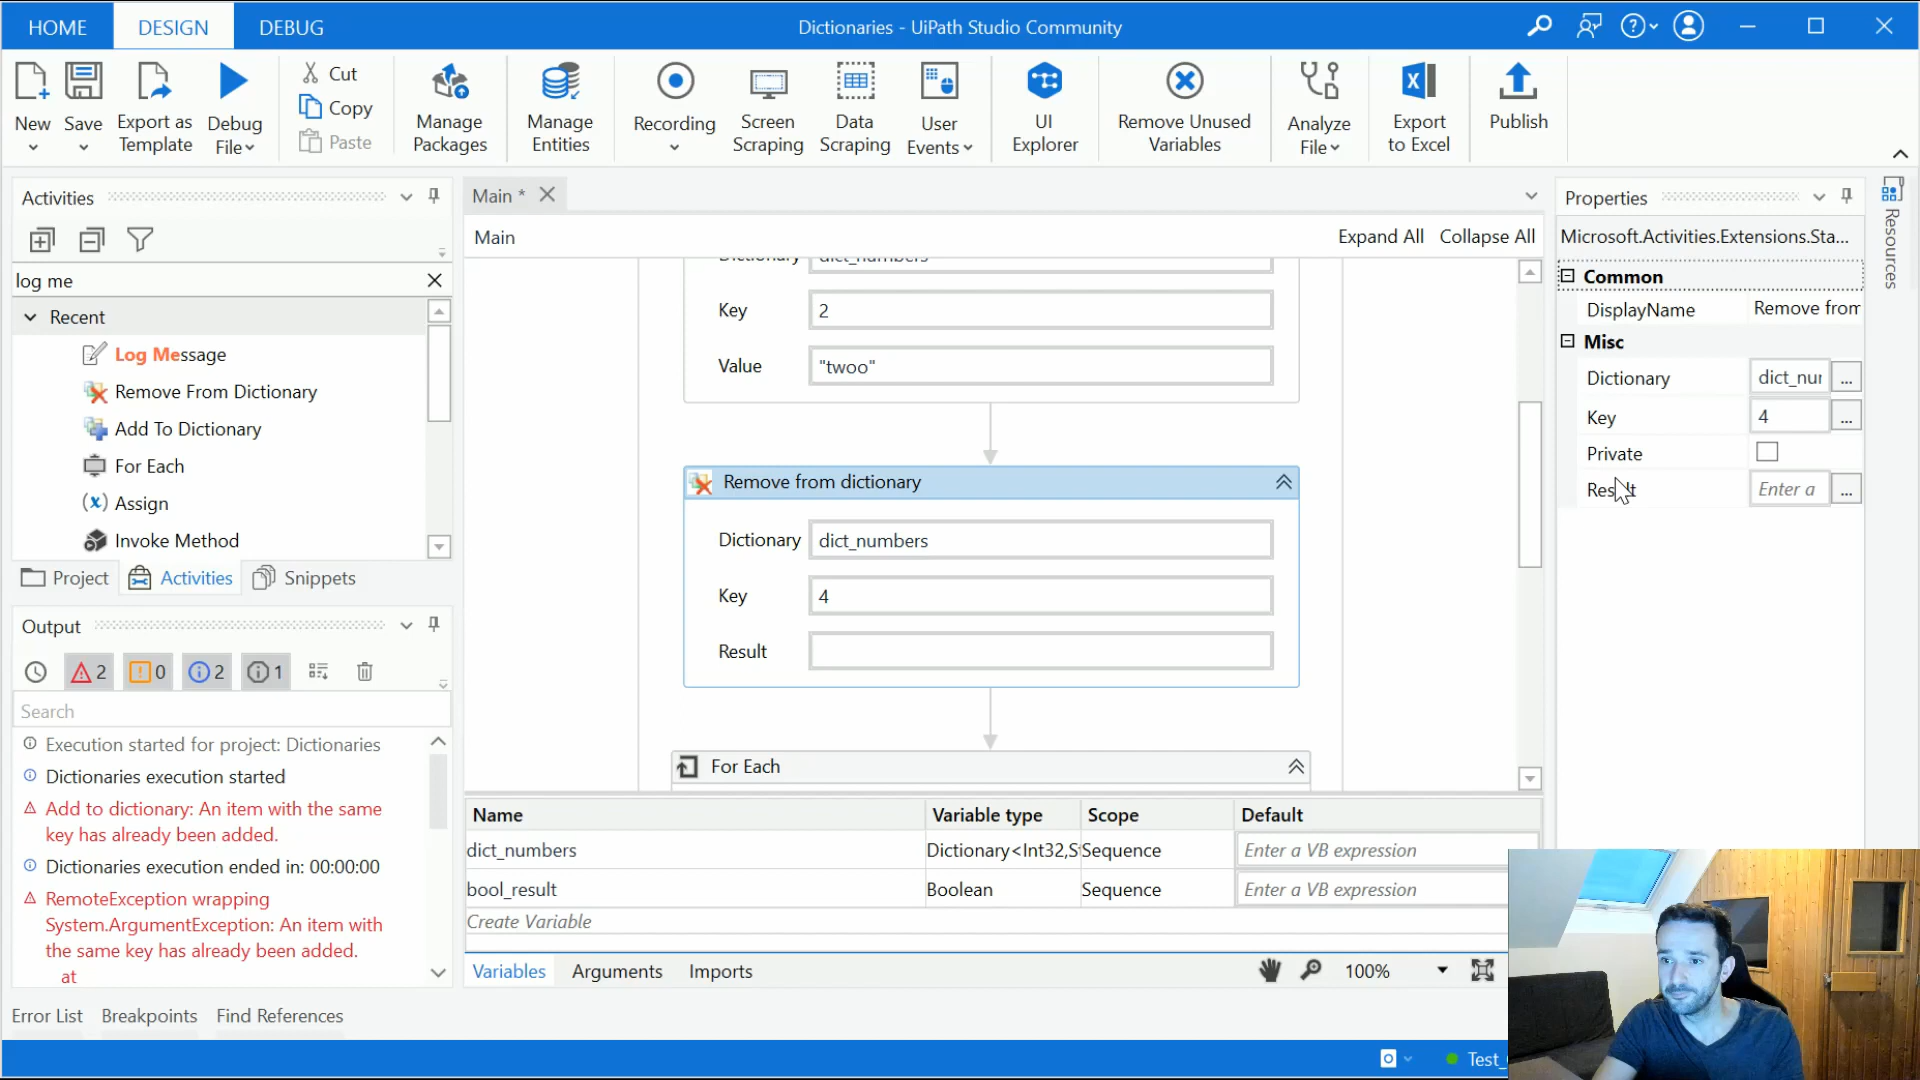 HOME DESIGN DEBUG
Dictionaries - UiPath Studio Community
New
Save
Export as
Template
Debug
File
Cut
Copy
Paste
Manage
Packages
Manage
Entities
Recording
Screen
Scraping
Data
Scraping
User
Events
UI
Explorer
Remove Unused
Variables
Analyze
File
Export
to Excel
Publish
Activities
log me
Recent
Log Message
Remove From Dictionary
Add To Dictionary
For Each
Assign
Invoke Method
Project
Activities
Snippets
Output
2
0
2
1
Search
Execution started for project: Dictionaries
Dictionaries execution started
Add to dictionary: An item with the same
key has already been added.
Dictionaries execution ended in: 00:00:00
RemoteException wrapping
System.ArgumentException: An item with
the same key has already been added.
at
Error List Breakpoints Find References
Main *
Main
Expand All Collapse All
Dictionary dict_numbers
Key 2
Value "twoo"
Remove from dictionary
Dictionary dict_numbers
Key 4
Result
For Each
Name Variable type Scope Default
dict_numbers Dictionary<Int32,S Sequence Enter a VB expression
bool_result Boolean Sequence Enter a VB expression
Create Variable
Variables Arguments Imports
100%
Properties
Microsoft.Activities.Extensions.Sta...
Common
DisplayName Remove from
Misc
Dictionary dict_nur ...
Key 4 ...
Private
Result Enter a ...
Resources
Test_